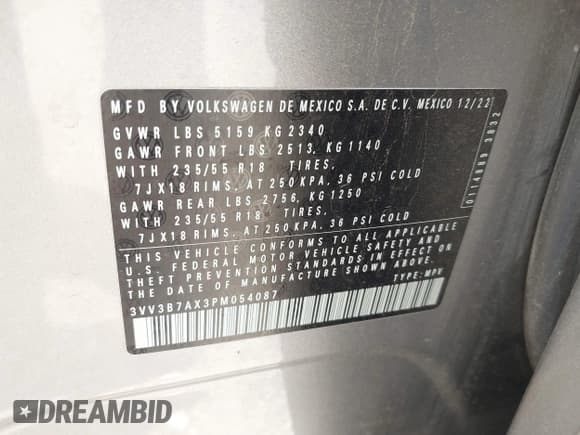 MFD BY VOLKSWAGEN DE MEXICO S.A. DE C.V. MEXICO 12/22
GVWR LBS 5159 KG 2340
GAWR FRONT LBS 2513, KG 1140
WITH 235/55 R18 TIRES,
7JX18 RIMS, AT 250 KPA, 36 PSI COLD
GAWR REAR LBS 2756, KG 1250
WITH 235/55 R18 TIRES,
7JX18 RIMS, AT 250 KPA, 36 PSI COLD
THIS VEHICLE CONFORMS TO ALL APPLICABLE
U.S. FEDERAL MOTOR VEHICLE SAFETY AND
THEFT PREVENTION STANDARDS IN EFFECT ON
THE DATE OF MANUFACTURE SHOWN ABOVE.
TYPE: MPV
3VV3B7AX3PM054087
DREAMBID